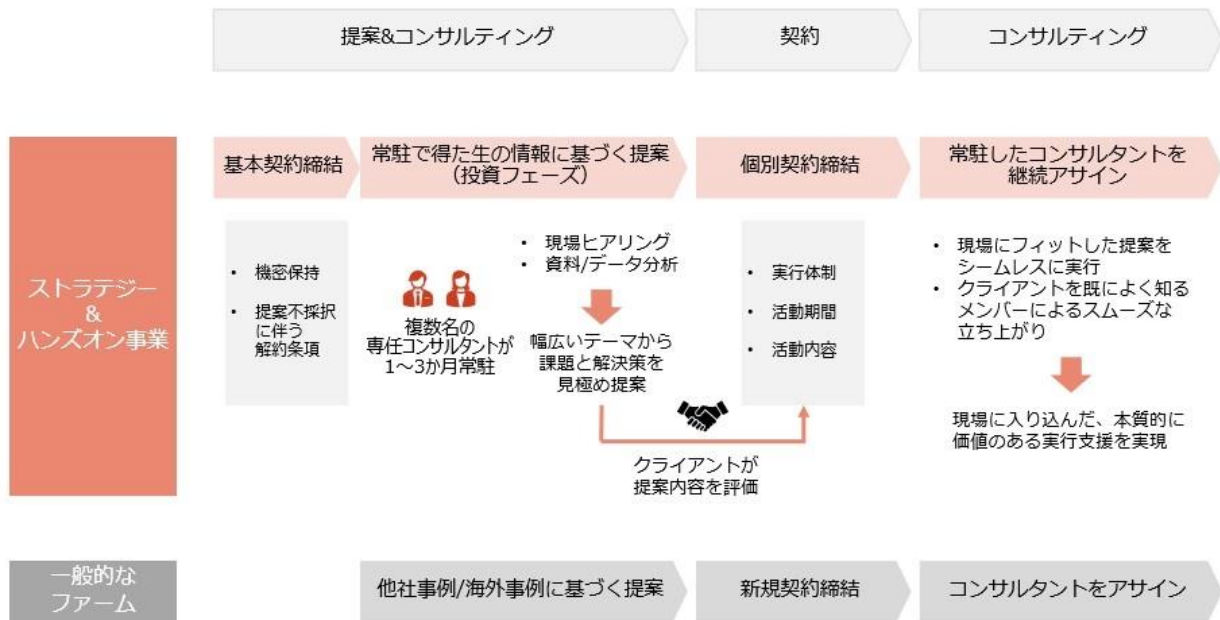 提案&コンサルティング
契約
コンサルティング
ストラテジー
&
ハンズオン事業
基本契約締結
常駐で得た生の情報に基づく提案
（投資フェーズ）
個別契約締結
常駐したコンサルタントを
継続アサイン
• 機密保持
• 提案不採択
に伴う
解約条項
複数名の
専任コンサルタントが
1～3か月常駐
• 現場ヒアリング
• 資料/データ分析
幅広いテーマから
課題と解決策を
見極め提案
クライアントが
提案内容を評価
• 実行体制
• 活動期間
• 活動内容
• 現場にフィットした提案を
シームレスに実行
• クライアントを既によく知る
メンバーによるスムーズな
立ち上がり
現場に入り込んだ、本質的に
価値のある実行支援を実現
一般的な
ファーム
他社事例/海外事例に基づく提案
新規契約締結
コンサルタントをアサイン